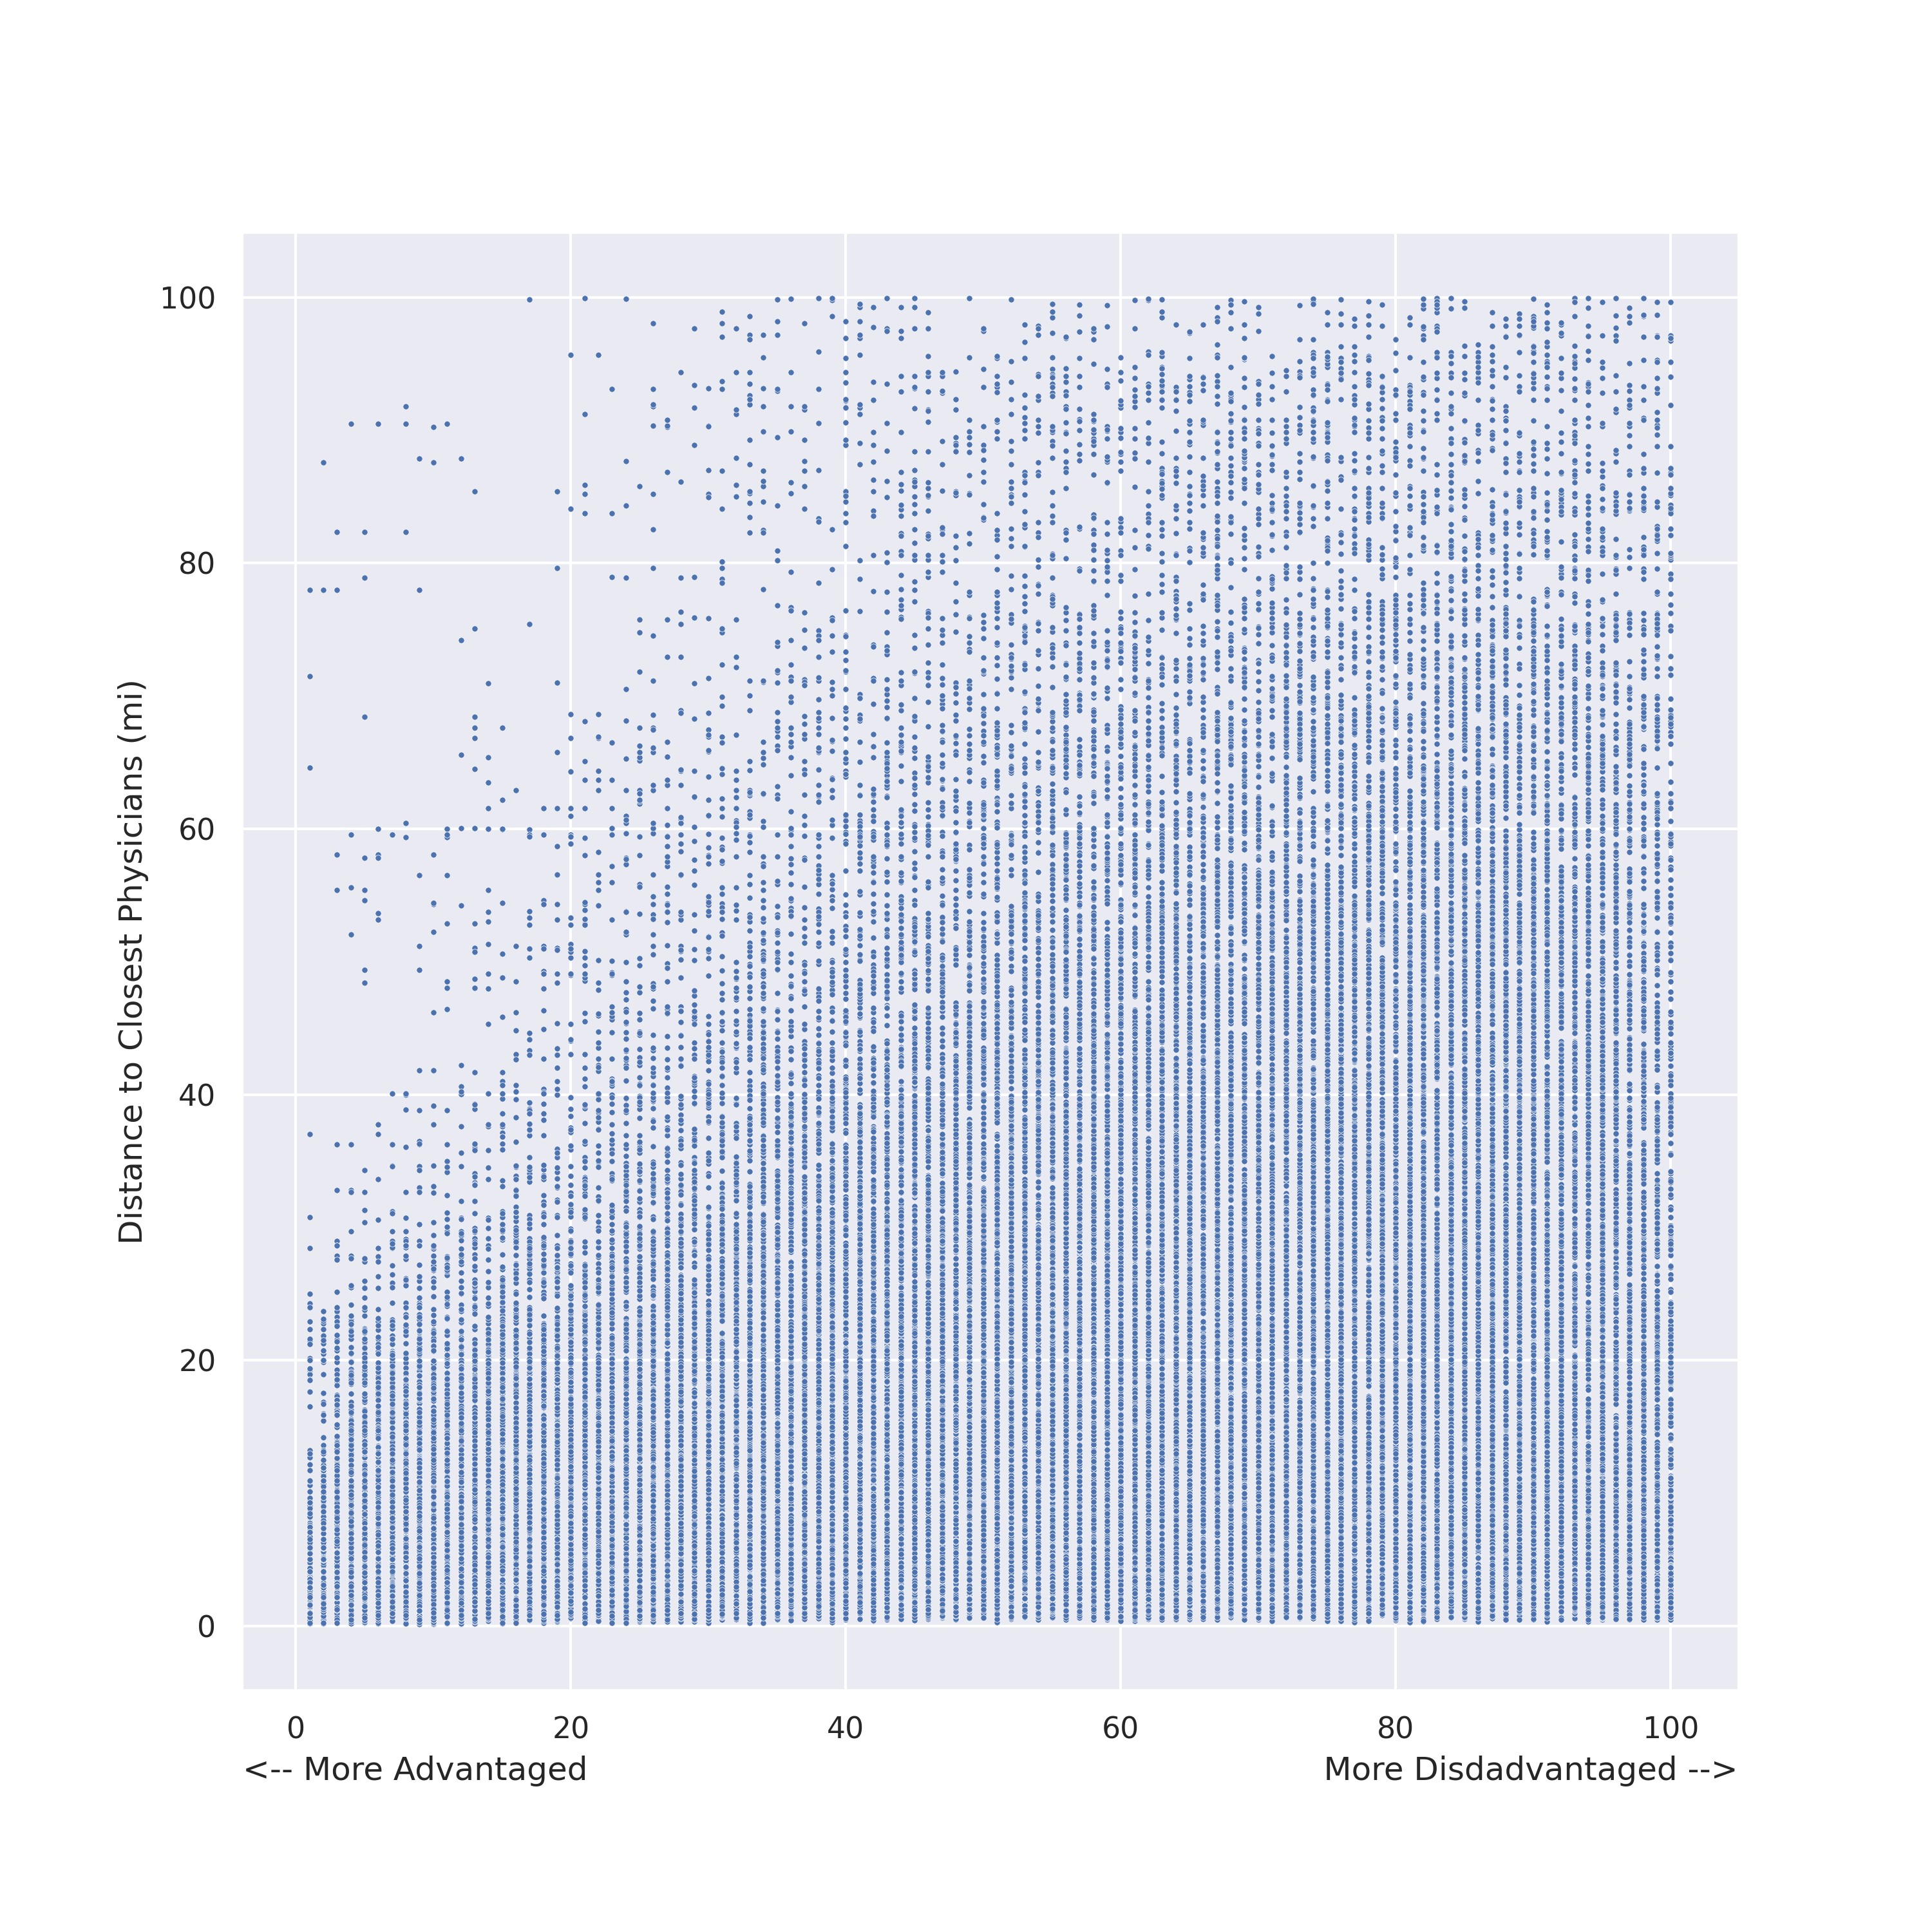 100
80
60
40
20
0
Distance to Closest Physicians (mi)
0 20 40 60 80 100
<-- More Advantaged
More Disdadvantaged -->